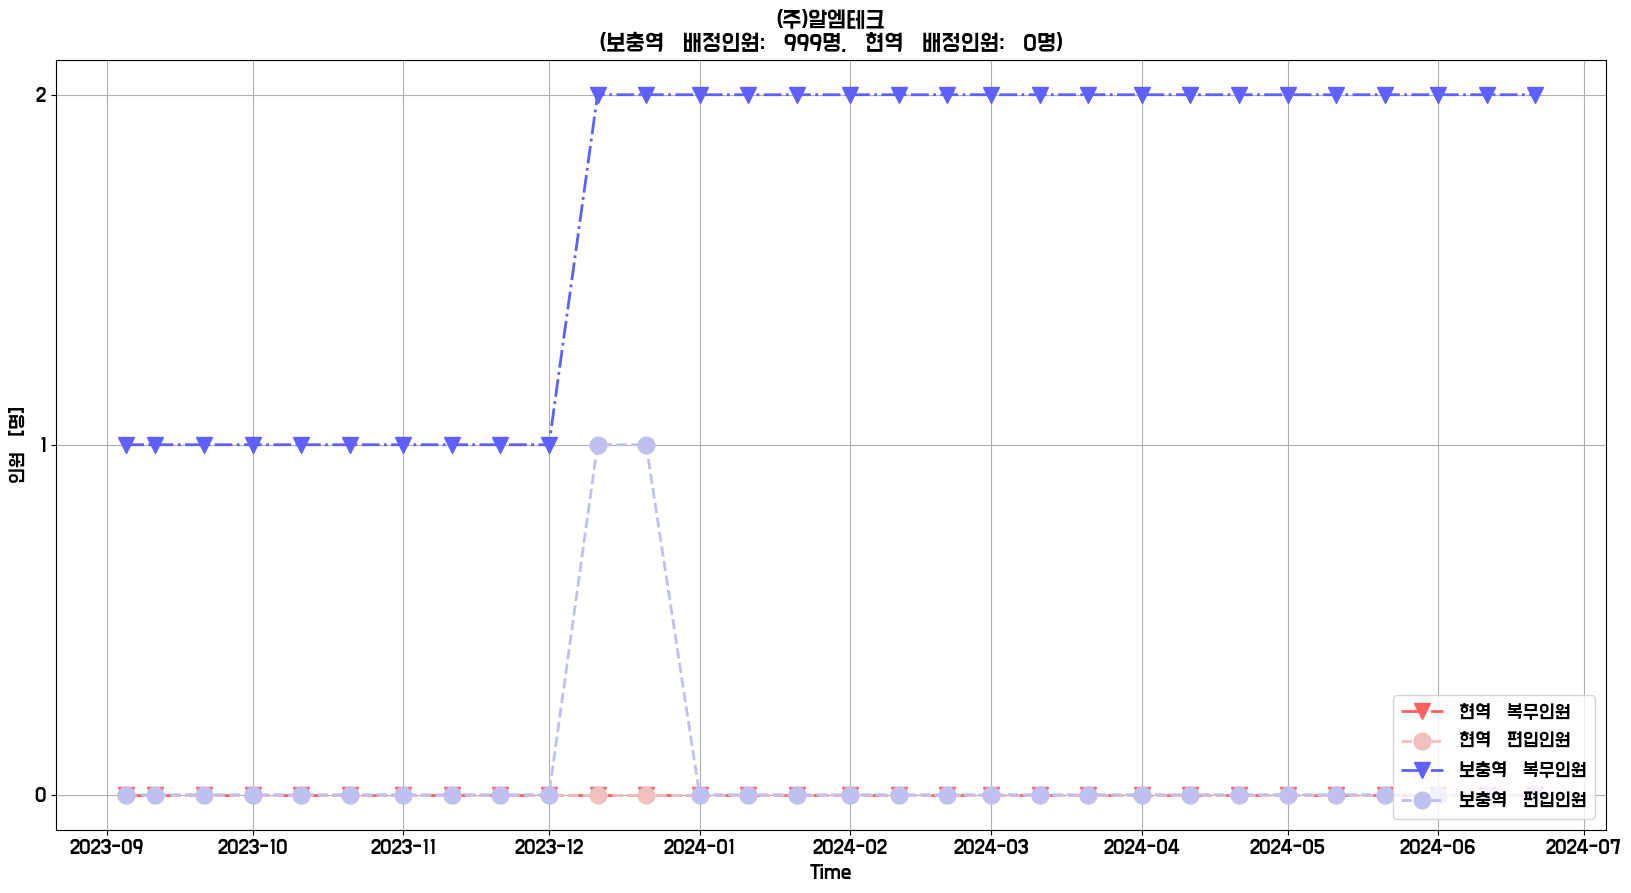 (주)알엠테크
(보충역 배정인원: 999명, 현역 배정인원: 0명)
인원 [명]
2
1
0
현역 복무인원
현역 편입인원
보충역 복무인원
보충역 편입인원
2023-09 2023-10 2023-11 2023-12 2024-01 2024-02 2024-03 2024-04 2024-05 2024-06 2024-07
Time